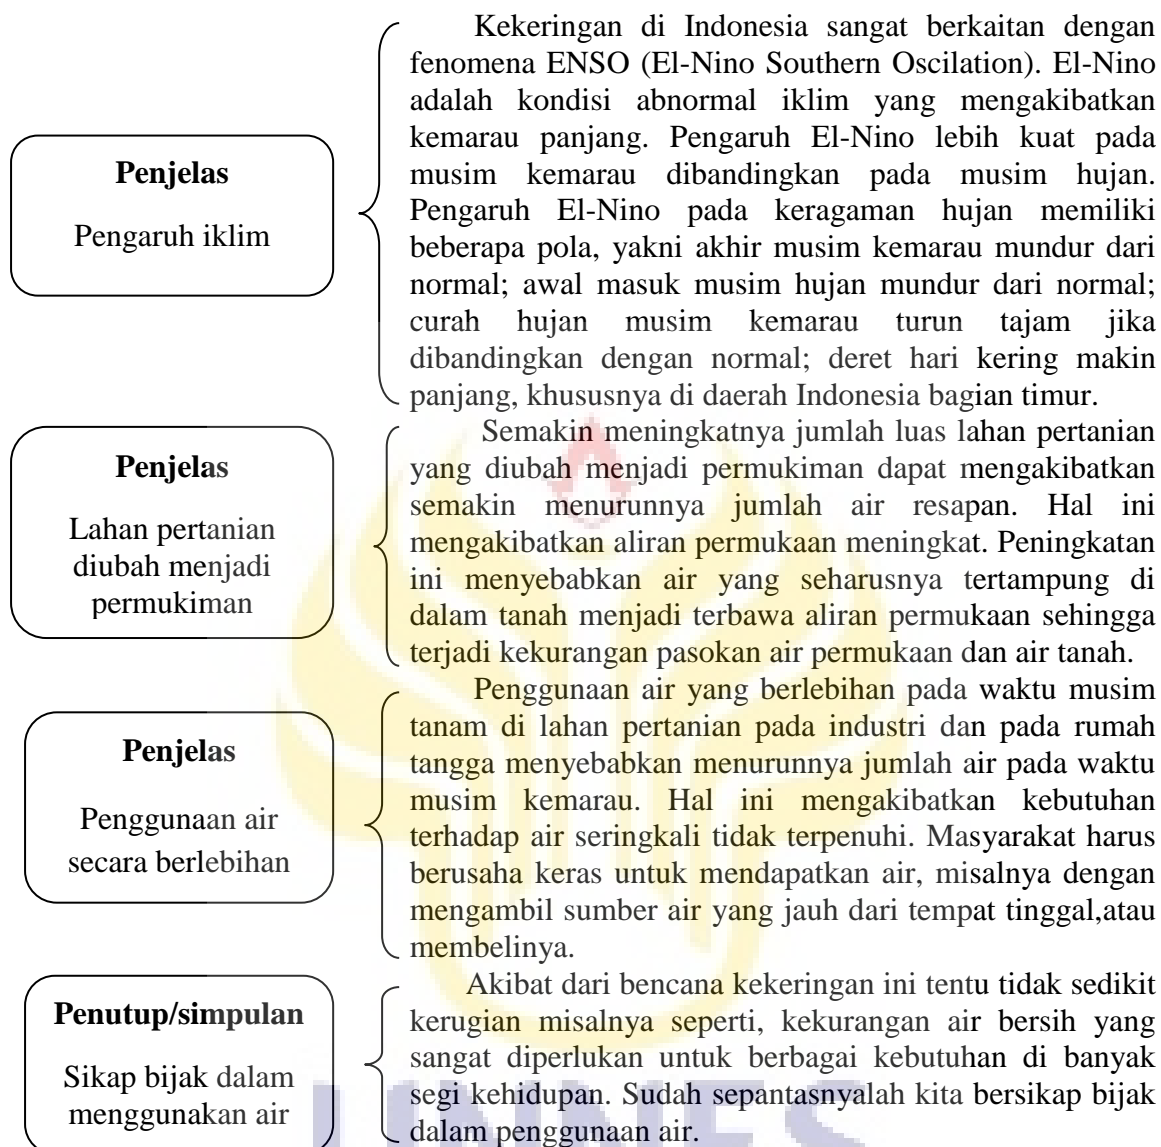 Penjelas
Pengaruh iklim
Kekeringan di Indonesia sangat berkaitan dengan
fenomena ENSO (El-Nino Southern Oscilation). El-Nino
adalah kondisi abnormal iklim yang mengakibatkan
kemarau panjang. Pengaruh El-Nino lebih kuat pada
musim kemarau dibandingkan pada musim hujan.
Pengaruh El-Nino pada keragaman hujan memiliki
beberapa pola, yakni akhir musim kemarau mundur dari
normal; awal masuk musim hujan mundur dari normal;
curah hujan musim kemarau turun tajam jika
dibandingkan dengan normal; deret hari kering makin
panjang, khususnya di daerah Indonesia bagian timur.
Penjelas
Lahan pertanian
diubah menjadi
permukiman
Semakin meningkatnya jumlah luas lahan pertanian
yang diubah menjadi permukiman dapat mengakibatkan
semakin menurunnya jumlah air resapan. Hal ini
mengakibatkan aliran permukaan meningkat. Peningkatan
ini menyebabkan air yang seharusnya tertampung di
dalam tanah menjadi terbawa aliran permukaan sehingga
terjadi kekurangan pasokan air permukaan dan air tanah.
Penjelas
Penggunaan air
secara berlebihan
Penggunaan air yang berlebihan pada waktu musim
tanam di lahan pertanian pada industri dan pada rumah
tangga menyebabkan menurunnya jumlah air pada waktu
musim kemarau. Hal ini mengakibatkan kebutuhan
terhadap air seringkali tidak terpenuhi. Masyarakat harus
berusaha keras untuk mendapatkan air, misalnya dengan
mengambil sumber air yang jauh dari tempat tinggal,atau
membelinya.
Penutup/simpulan
Sikap bijak dalam
menggunakan air
Akibat dari bencana kekeringan ini tentu tidak sedikit
kerugian misalnya seperti, kekurangan air bersih yang
sangat diperlukan untuk berbagai kebutuhan di banyak
segi kehidupan. Sudah sepantasnyalah kita bersikap bijak
dalam penggunaan air.